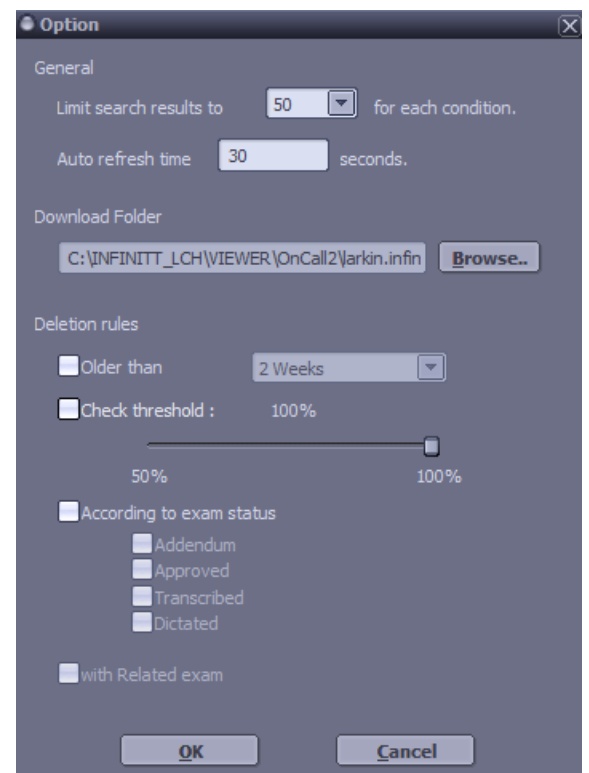 Option
General
Limit search results to 50 for each condition.
Auto refresh time 30 seconds.
Download Folder
C:\INFINITT_LCH\VIEWER\OnCall2\larkin.infin Browse..
Deletion rules
Older than 2 Weeks
Check threshold : 100%
50% 100%
According to exam status
Addendum
Approved
Transcribed
Dictated
with Related exam
OK Cancel